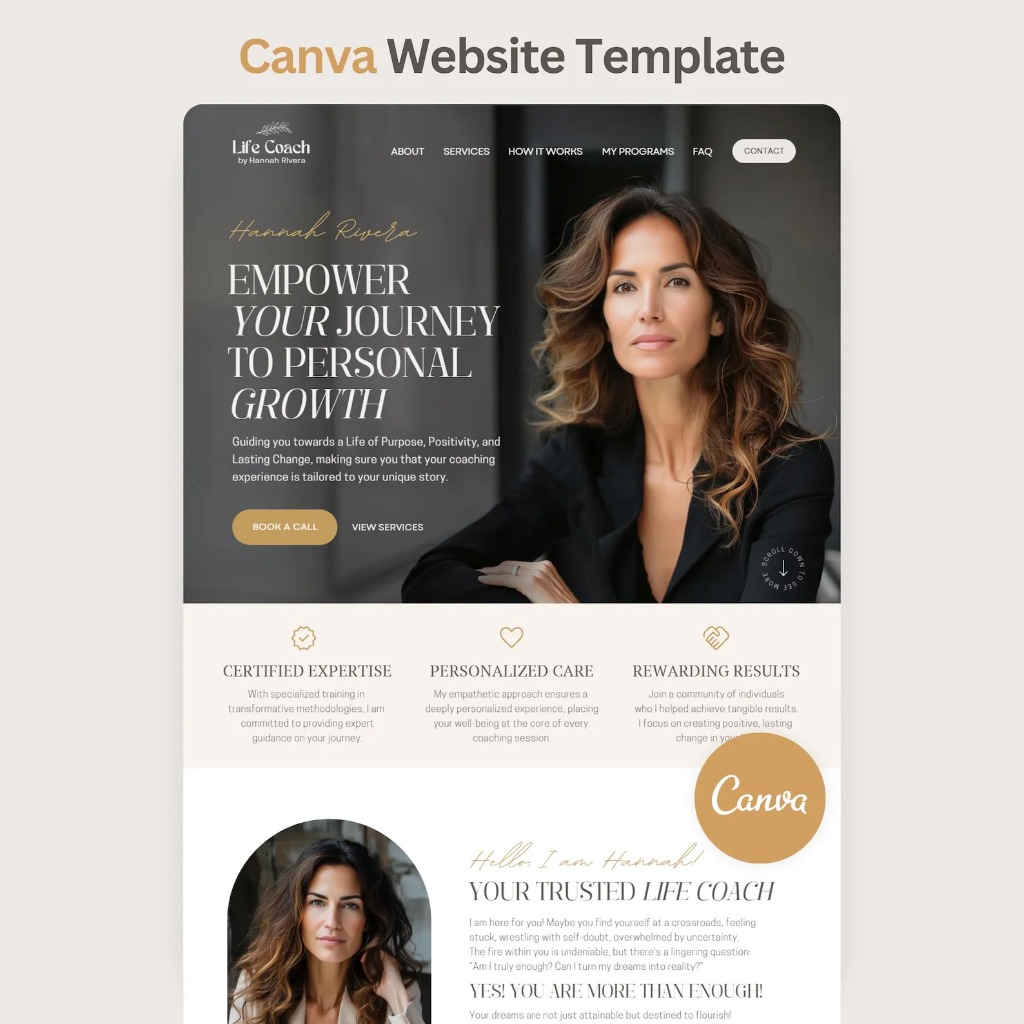 Canva Website Template
Life Coach
by Hannah Rivera
ABOUT SERVICES HOW IT WORKS MY PROGRAMS FAQ CONTACT
Hannah Rivera
EMPOWER
YOUR JOURNEY
TO PERSONAL
GROWTH
Guiding you towards a Life of Purpose, Positivity, and
Lasting Change, making sure you that your coaching
experience is tailored to your unique story.
BOOK A CALL VIEW SERVICES
SCROLL DOWN TO SEE MORE
CERTIFIED EXPERTISE
With specialized training in
transformative methodologies, I am
committed to providing expert
guidance on your journey.
PERSONALIZED CARE
My empathetic approach ensures a
deeply personalized experience, placing
your well-being at the core of every
coaching session.
REWARDING RESULTS
Join a community of individuals
who I helped achieve tangible results.
I focus on creating positive, lasting
change in
Canva
Hello, I am Hannah!
YOUR TRUSTED LIFE COACH
I am here for you! Maybe you find yourself at a crossroads, feeling
stuck, wrestling with self-doubt, overwhelmed by uncertainty.
The fire within you is undeniable, but there's a lingering question:
"Am I truly enough? Can I turn my dreams into reality?"
YES! YOU ARE MORE THAN ENOUGH!
Your dreams are not just attainable but destined to flourish!